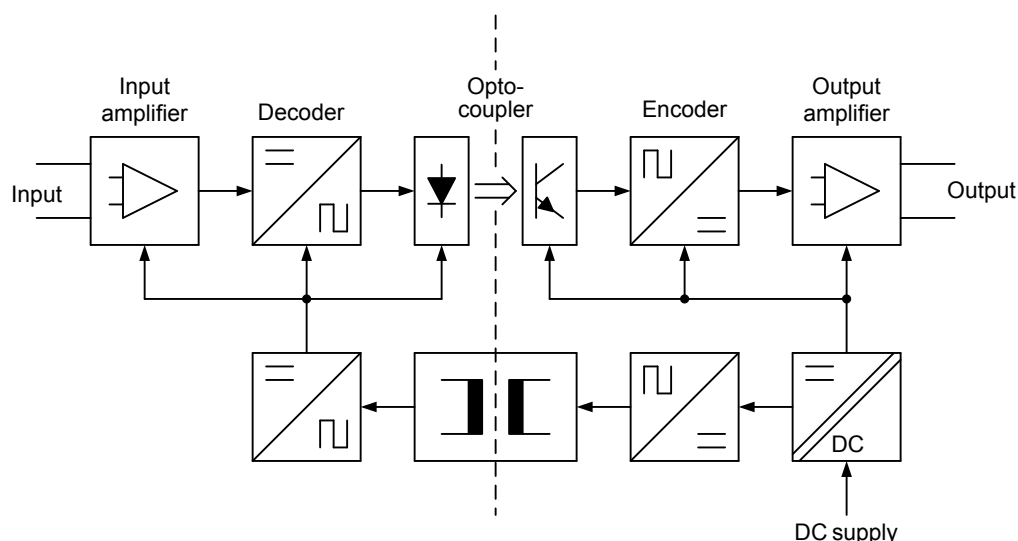 Input
amplifier
Decoder
Opto-
coupler
Encoder
Output
amplifier
Input
Output
DC
DC supply